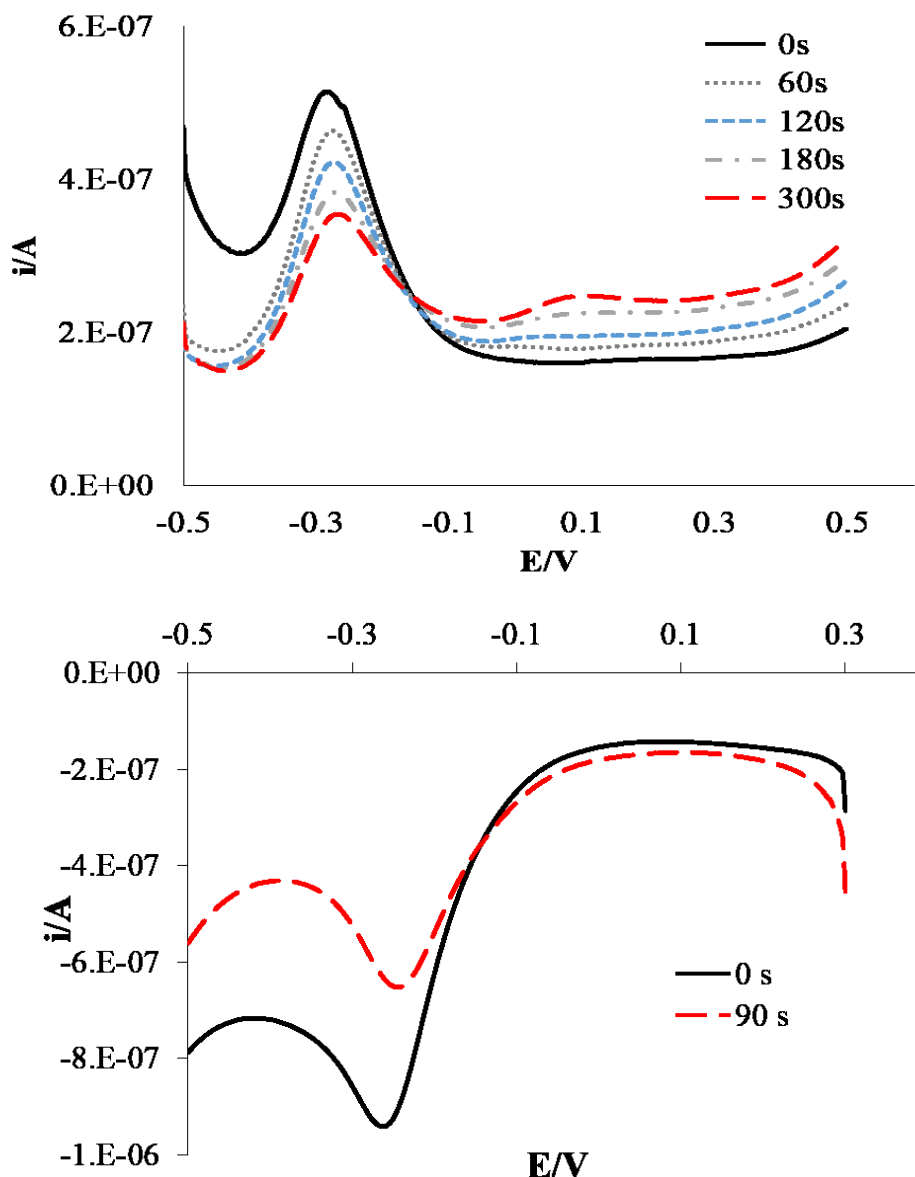 6.E-07
4.E-07
2.E-07
0.E+00
i/A
0s
60s
120s
180s
300s
-0.5 -0.3 -0.1 0.1 0.3 0.5
E/V
-0.5 -0.3 -0.1 0.1 0.3
0.E+00
-2.E-07
-4.E-07
-6.E-07
-8.E-07
-1.E-06
i/A
0 s
90 s
E/V